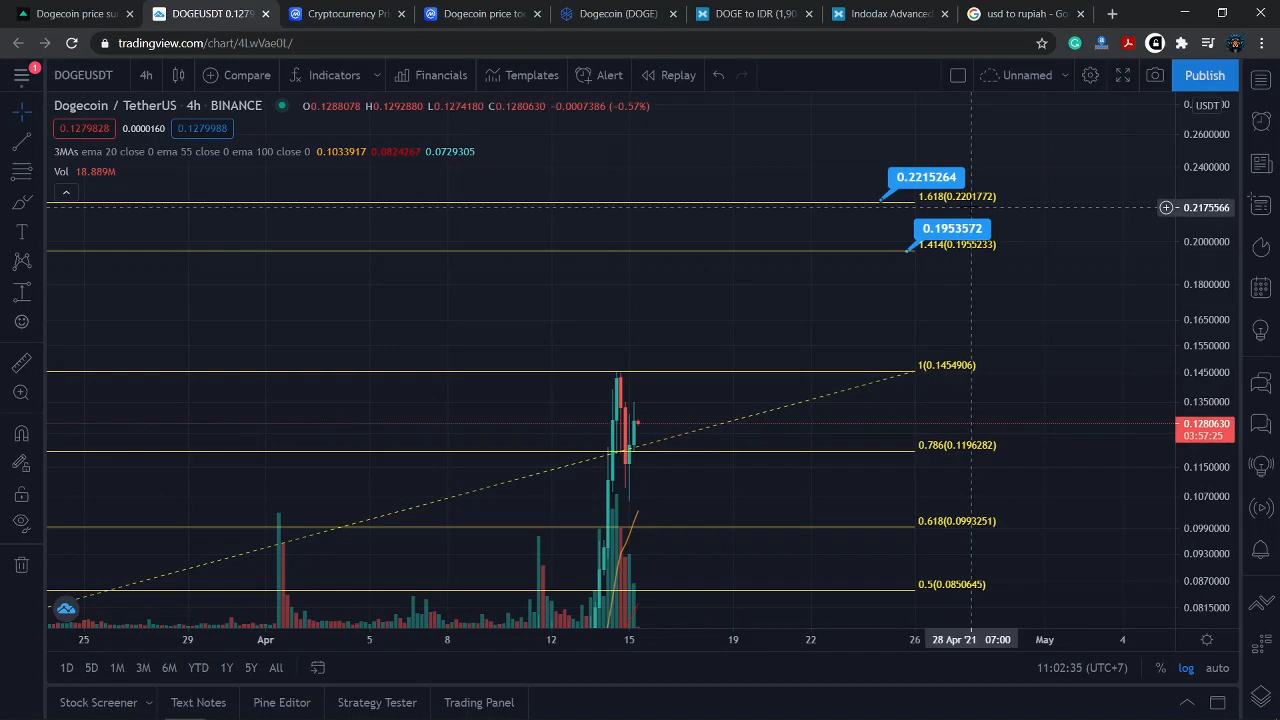 Dogecoin price sur
DOGEUSDT 0.1279
Cryptocurrency Pri
Dogecoin price tod
Dogecoin (DOGE)
DOGE to IDR (1,90
Indodax Advanced
usd to rupiah - Go
tradingview.com/chart/4LwVae0l/
1
DOGEUSDT
4h
Compare
Indicators
Financials
Templates
Alert
Replay
Unnamed
Publish
Dogecoin / TetherUS · 4h · BINANCE
O0.1288078 H0.1292880 L0.1274180 C0.1280630 −0.0007386 (−0.57%)
USDT
0.1279828
0.0000160
0.1279988
0.2600000
3MAs ema 20 close 0 ema 55 close 0 ema 100 close 0 0.1033917 0.0824267 0.0729305
0.2400000
Vol 18.889M
0.2215264
1.618(0.2201772)
0.2175566
0.1953572
1.414(0.1955233)
0.2000000
0.1800000
0.1650000
0.1550000
1(0.1454906)
0.1450000
0.1350000
0.1280630
03:57:25
0.786(0.1196282)
0.1150000
0.1070000
0.618(0.0993251)
0.0990000
0.0930000
0.5(0.0850645)
0.0870000
0.0815000
25
29
Apr
5
8
12
15
19
22
26
28 Apr '21 07:00
May
4
1D
5D
1M
3M
6M
YTD
1Y
5Y
All
11:02:35 (UTC+7)
%
log
auto
Stock Screener
Text Notes
Pine Editor
Strategy Tester
Trading Panel